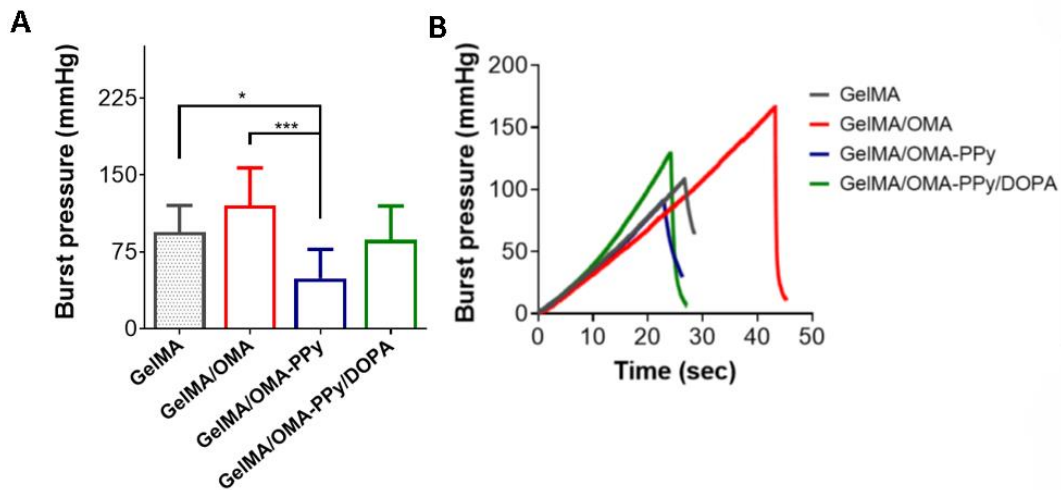 A
Burst pressure (mmHg)
225
150
75
0
*
***
GelMA
GelMA/OMA
GelMA/OMA-PPy
GelMA/OMA-PPy/DOPA
B
Burst pressure (mmHg)
200
150
100
50
0
0 10 20 30 40 50
Time (sec)
GelMA
GelMA/OMA
GelMA/OMA-PPy
GelMA/OMA-PPy/DOPA